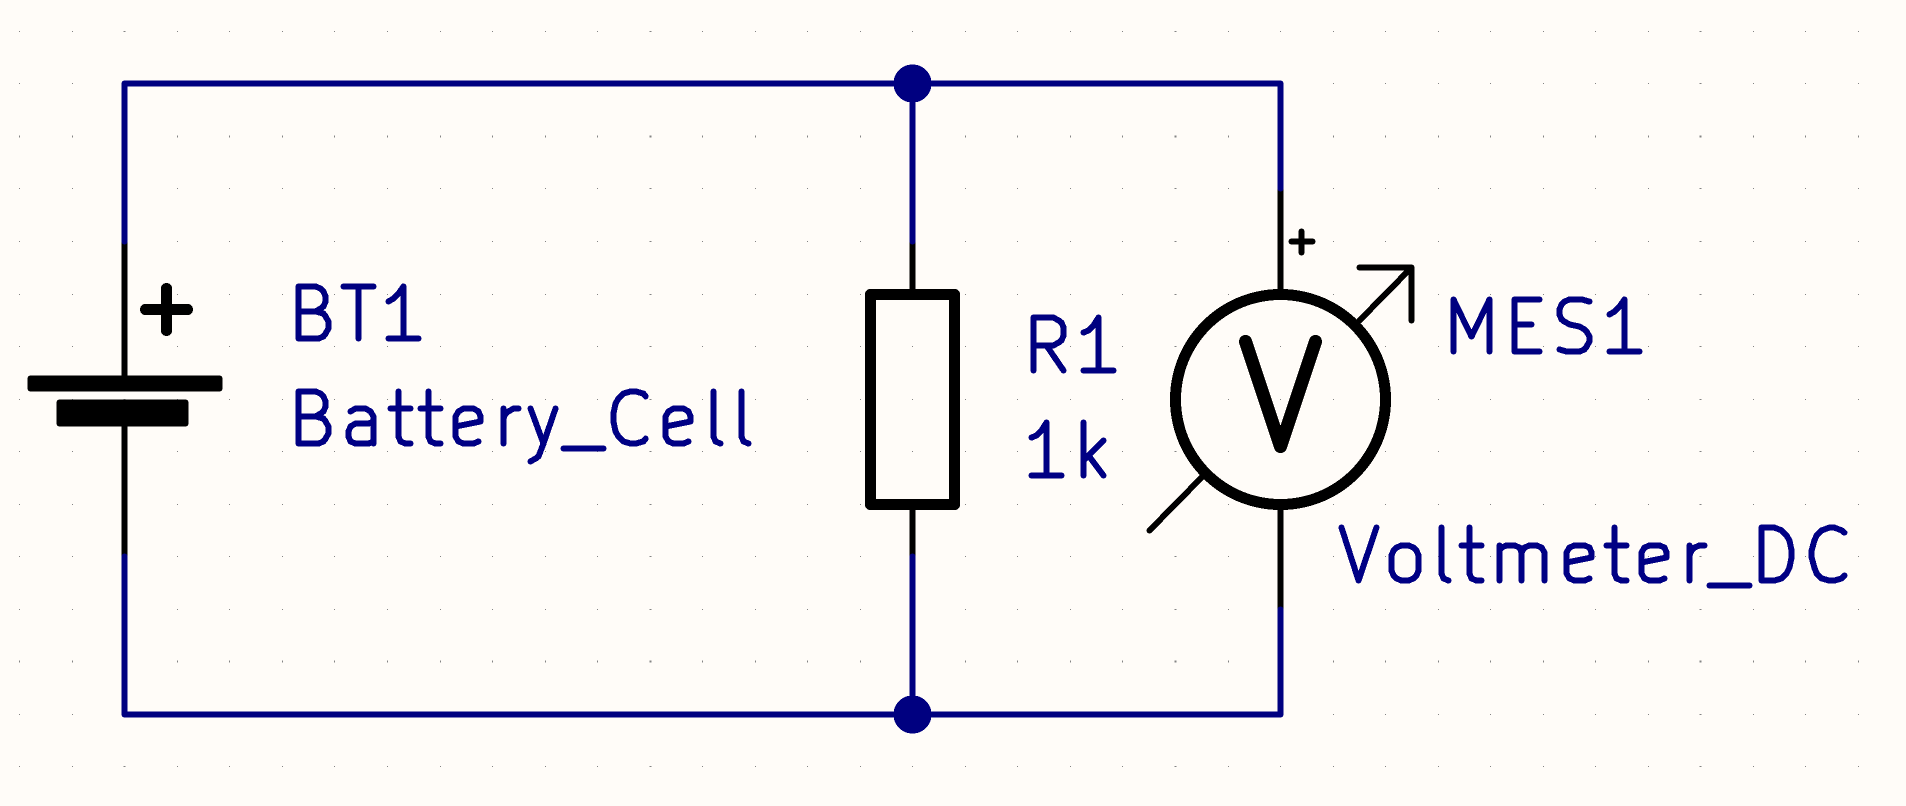 +
BT1
Battery_Cell
R1
1k
+
V
MES1
Voltmeter_DC